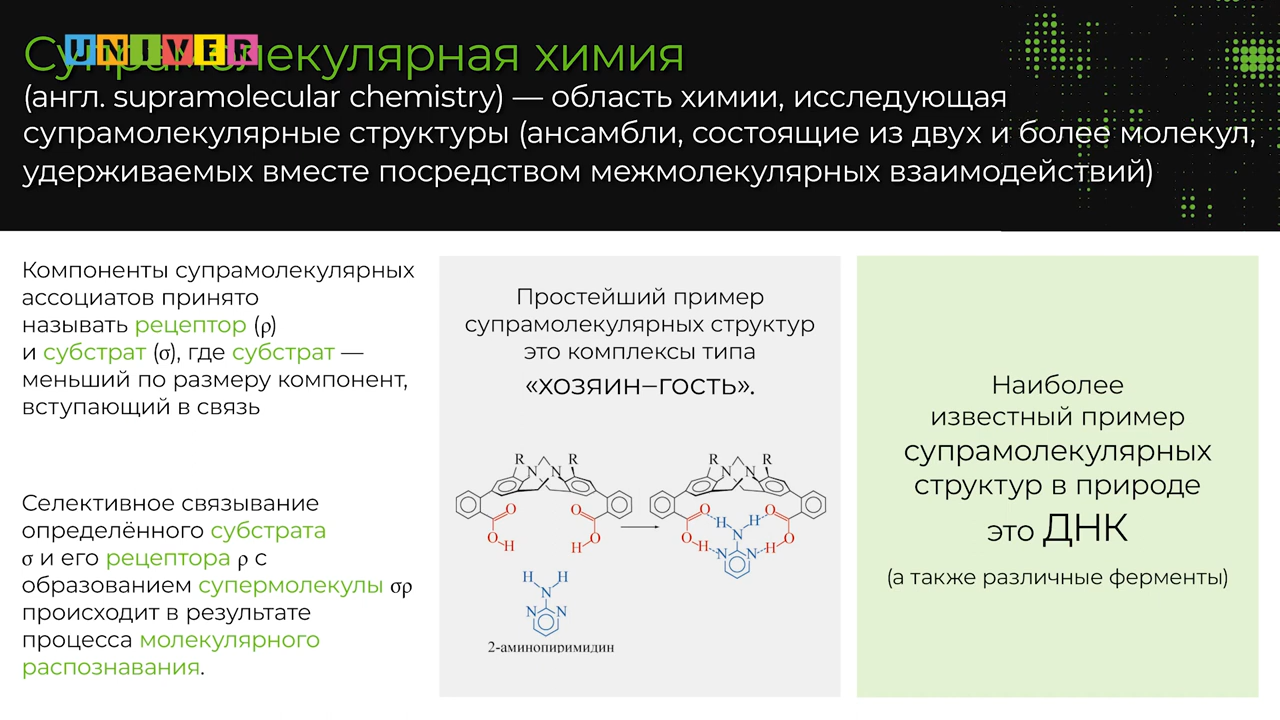 Супрамолекулярная химия
UNIVER
(англ. supramolecular chemistry) — область химии, исследующая
супрамолекулярные структуры (ансамбли, состоящие из двух и более молекул,
удерживаемых вместе посредством межмолекулярных взаимодействий)
Компоненты супрамолекулярных
ассоциатов принято
называть рецептор (ρ)
и субстрат (σ), где субстрат —
меньший по размеру компонент,
вступающий в связь
Селективное связывание
определённого субстрата
σ и его рецептора ρ с
образованием супермолекулы σρ
происходит в результате
процесса молекулярного
распознавания.
Простейший пример
супрамолекулярных структур
это комплексы типа
«хозяин–гость».
R R
N N
O O
O H H O
H H
N
N N
2-аминопиримидин
R R
N N
O H H O
N
O H N N H O
Наиболее
известный пример
супрамолекулярных
структур в природе
это ДНК
(а также различные ферменты)